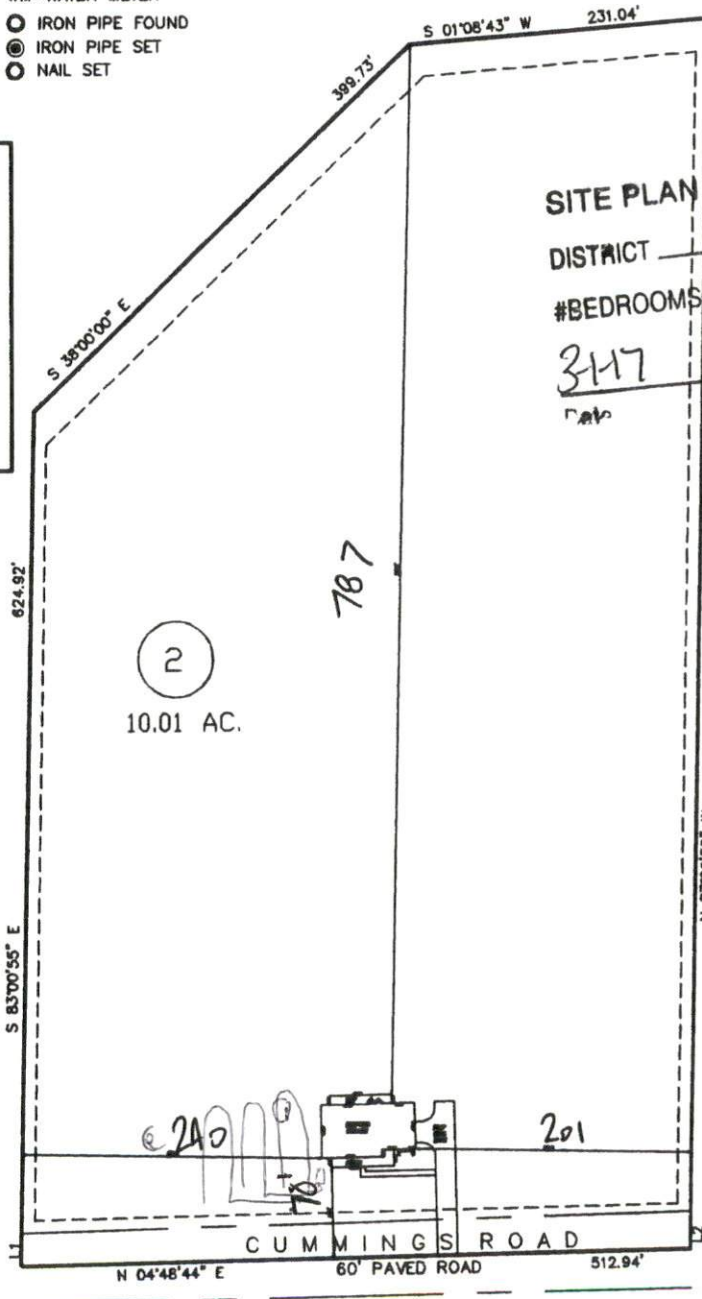 IRON PIPE FOUND
IRON PIPE SET
NAIL SET
S 01°08'43" W 231.04'
399.73'
S 38°00'00" E
SITE PLAN
DISTRICT
#BEDROOMS
3-1-17
624.92'
787
2
10.01 AC.
S 83°00'55" E
240
201
70
L1
CUMMINGS ROAD
N 04°48'44" E 60' PAVED ROAD 512.94'